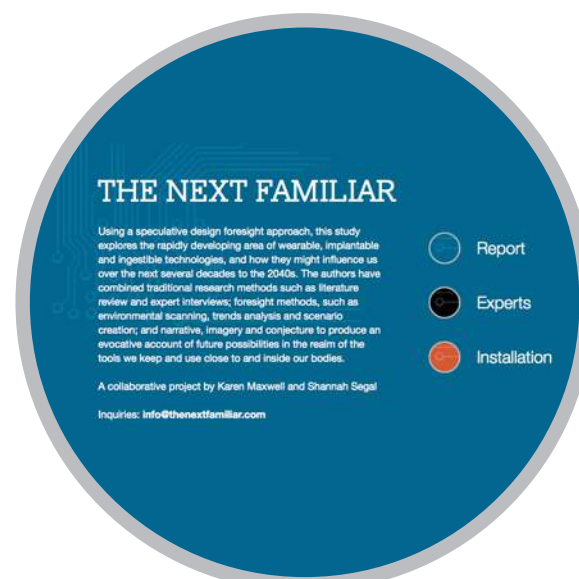 THE NEXT FAMILIAR
Using a speculative design foresight approach, this study
explores the rapidly developing area of wearable, implantable
and ingestible technologies, and how they might influence us
over the next several decades to the 2040s. The authors have
combined traditional research methods such as literature
review and expert interviews; foresight methods, such as
environmental scanning, trends analysis and scenario
creation; and narrative, imagery and conjecture to produce an
evocative account of future possibilities in the realm of the
tools we keep and use close to and inside our bodies.
A collaborative project by Karen Maxwell and Shannah Segal
Inquiries: info@thenextfamiliar.com
Report
Experts
Installation